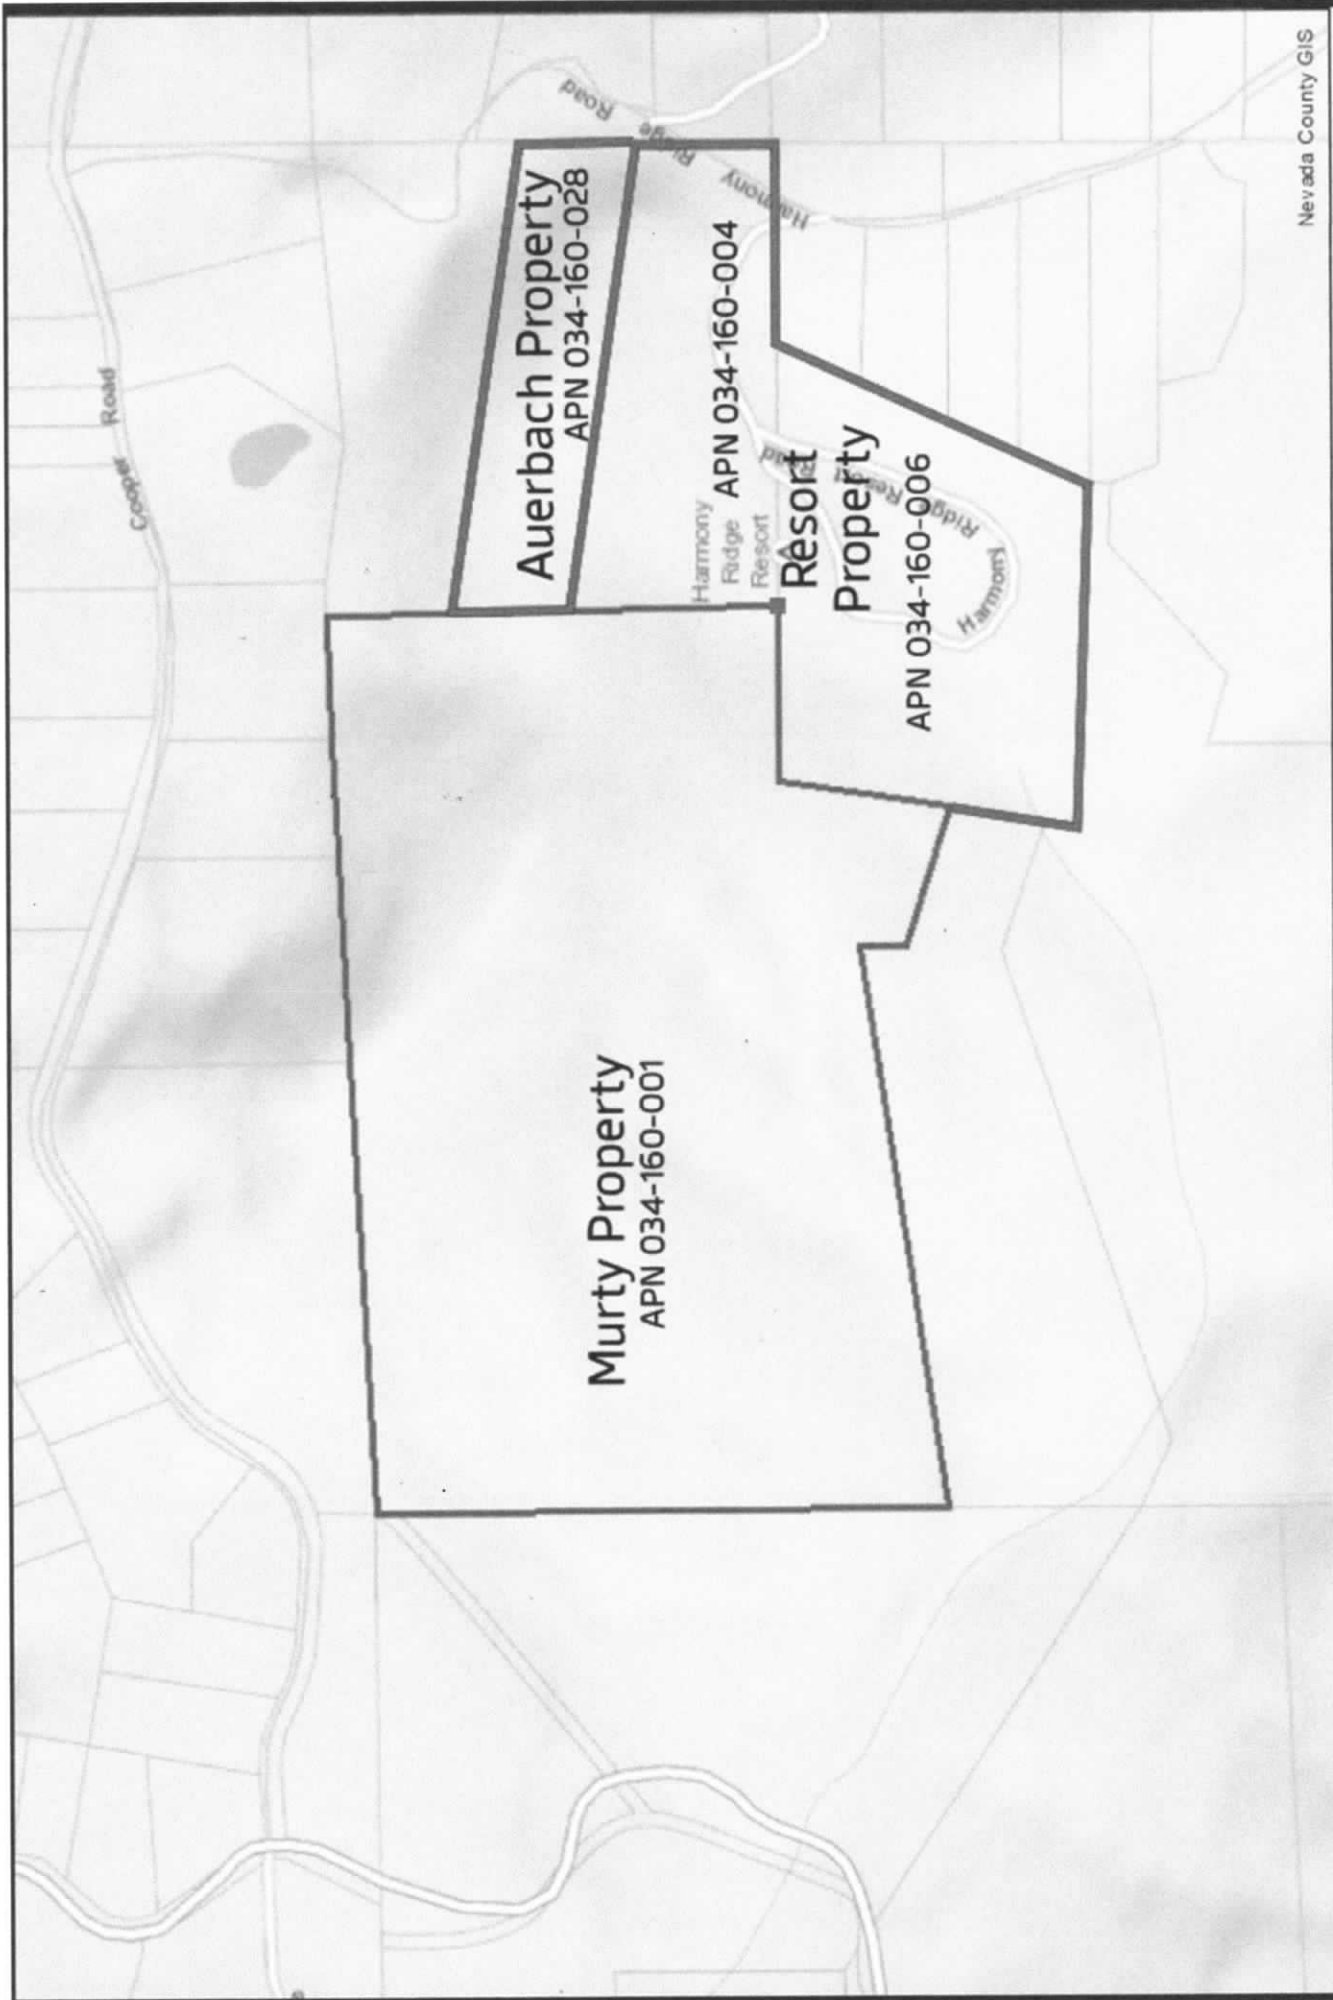 Cooper Road
Harmony Ridge Road
Auerbach Property
APN 034-160-028
APN 034-160-004
Harmony
Ridge
Resort
Resort
Property
APN 034-160-006
Harmony Ridge Resort Road
Murty Property
APN 034-160-001
Nevada County GIS